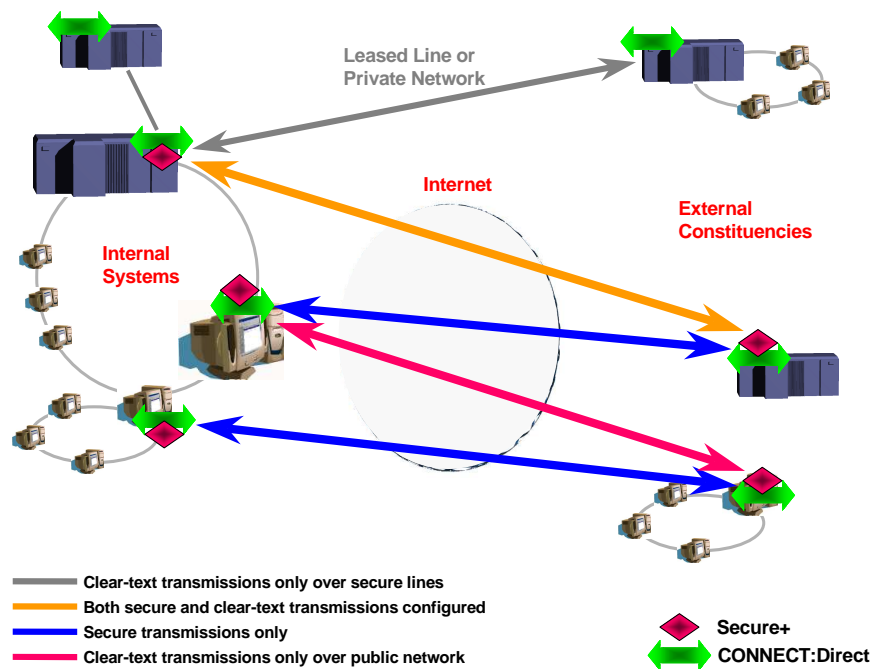 Leased Line or
Private Network
Internet
External
Constituencies
Internal
Systems
Clear-text transmissions only over secure lines
Both secure and clear-text transmissions configured
Secure transmissions only
Clear-text transmissions only over public network
Secure+
CONNECT:Direct